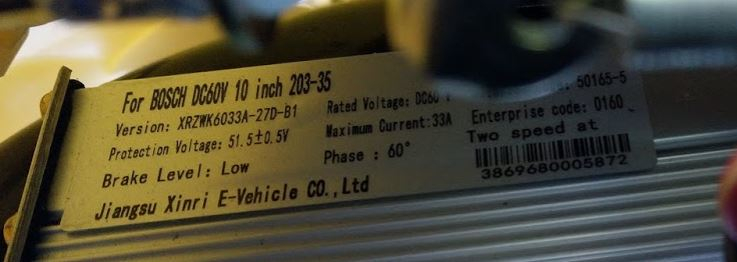 For BOSCH DC60V 10 inch 203-35
Version: XRZWK6033A-27D-B1
Protection Voltage: 51.5±0.5V
Brake Level: Low
Jiangsu Xinri E-Vehicle CO.,Ltd
Rated Voltage: DC60
Maximum Current:33A
Phase : 60°
50165-5
Enterprise code: 0160
Two speed at
3869680005872